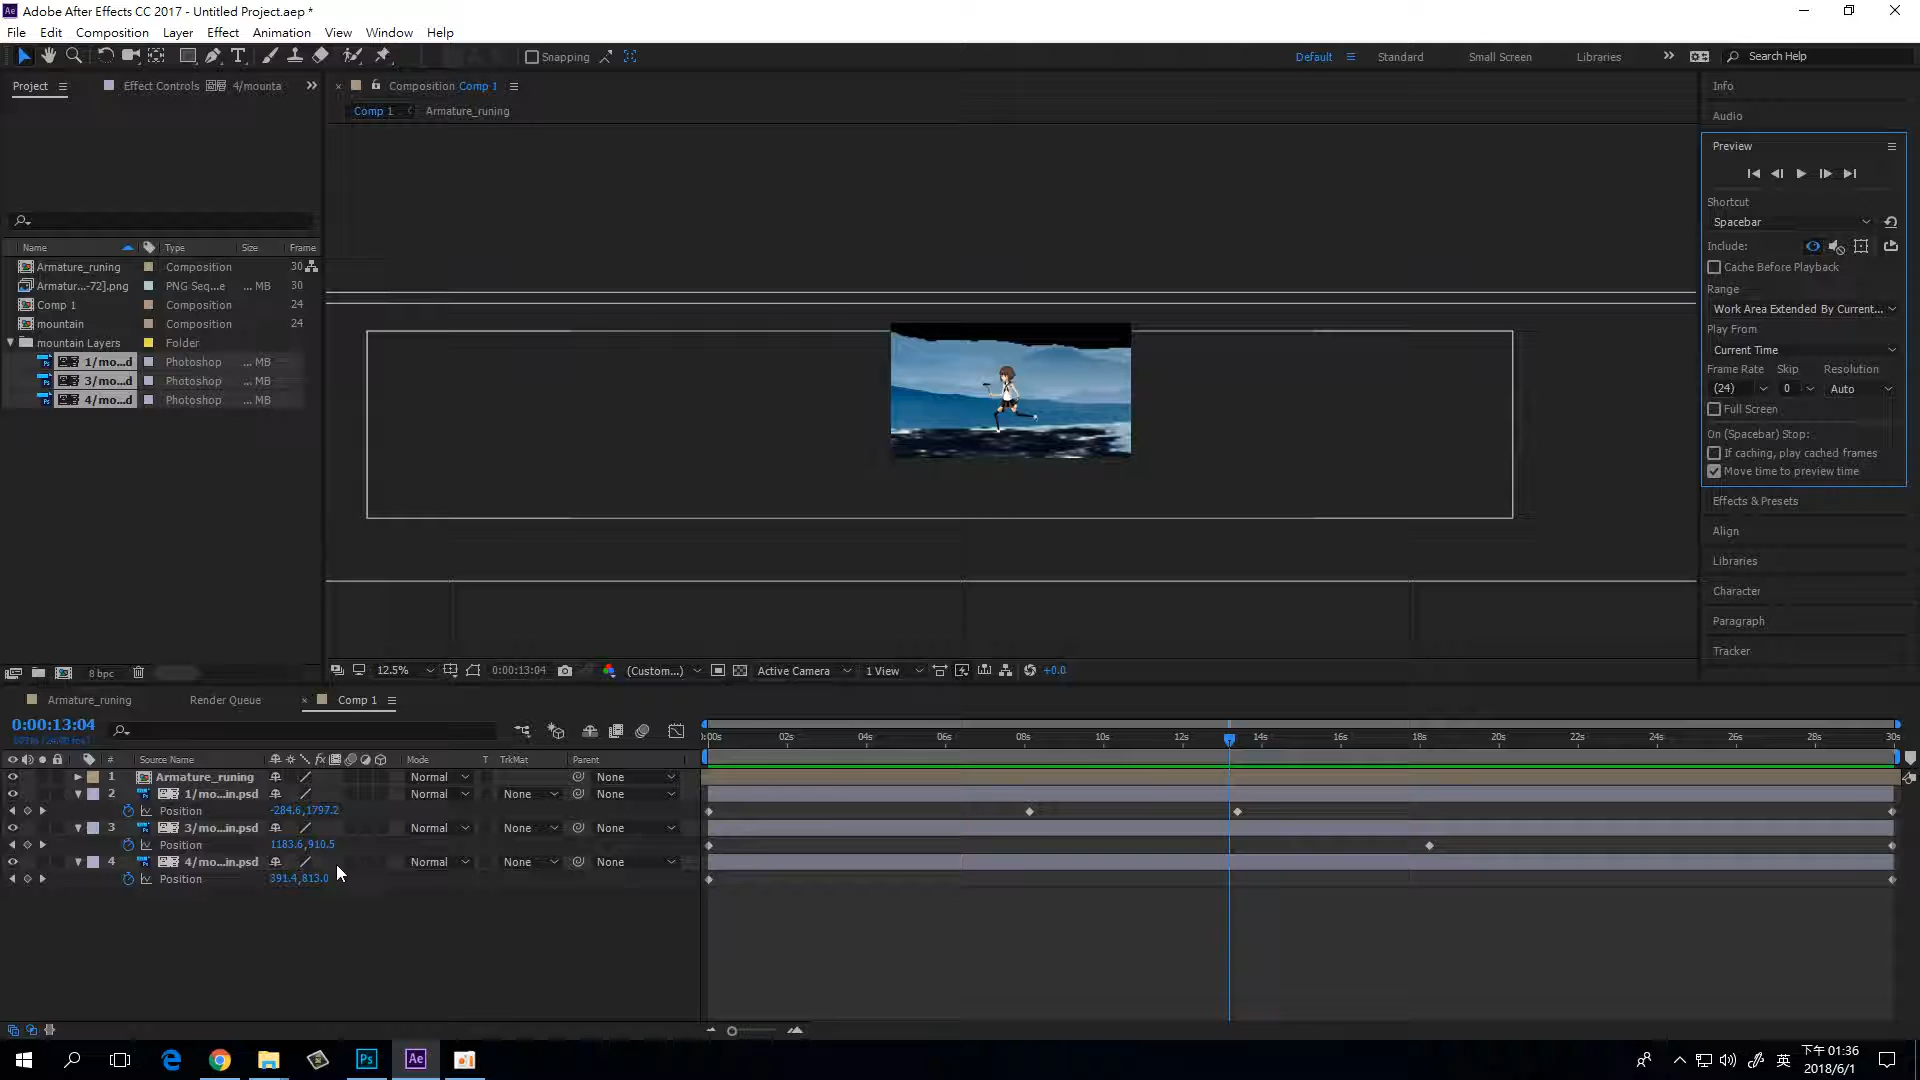 Adobe After Effects CC 2017 - Untitled Project.aep *
File Edit Composition Layer Effect Animation View Window Help
Snapping Default Standard Small Screen Libraries Search Help
Project Effect Controls 4/mounta
Composition Comp 1
Comp 1 Armature_runing
Name Type Size Frame
Armature_runing Composition 30
Armatur...-72].png PNG Seq...e ... MB 30
Comp 1 Composition 24
mountain Composition 24
mountain Layers Folder
1/mo...d Photoshop ... MB
3/mo...d Photoshop ... MB
4/mo...d Photoshop ... MB
8 bpc
12.5% 0:00:13:04 (Custom...) Active Camera 1 View +0.0
Info
Audio
Preview
Shortcut
Spacebar
Include:
Cache Before Playback
Range
Work Area Extended By Current...
Play From
Current Time
Frame Rate Skip Resolution
(24) 0 Auto
Full Screen
On (Spacebar) Stop:
If caching, play cached frames
Move time to preview time
Effects & Presets
Align
Libraries
Character
Paragraph
Tracker
Armature_runing Render Queue Comp 1
0:00:13:04
:00s 02s 04s 06s 08s 10s 12s 14s 16s 18s 20s 22s 24s 26s 28s 30s
# Source Name Mode T TrkMat Parent
1 Armature_runing Normal None
2 1/mo...in.psd Normal None None
Position -284.6,1797.2
3 3/mo...in.psd Normal None None
Position 1183.6,910.5
4 4/mo...in.psd Normal None None
Position 391.4,813.0
Ps Ae 英 下午 01:36
2018/6/1